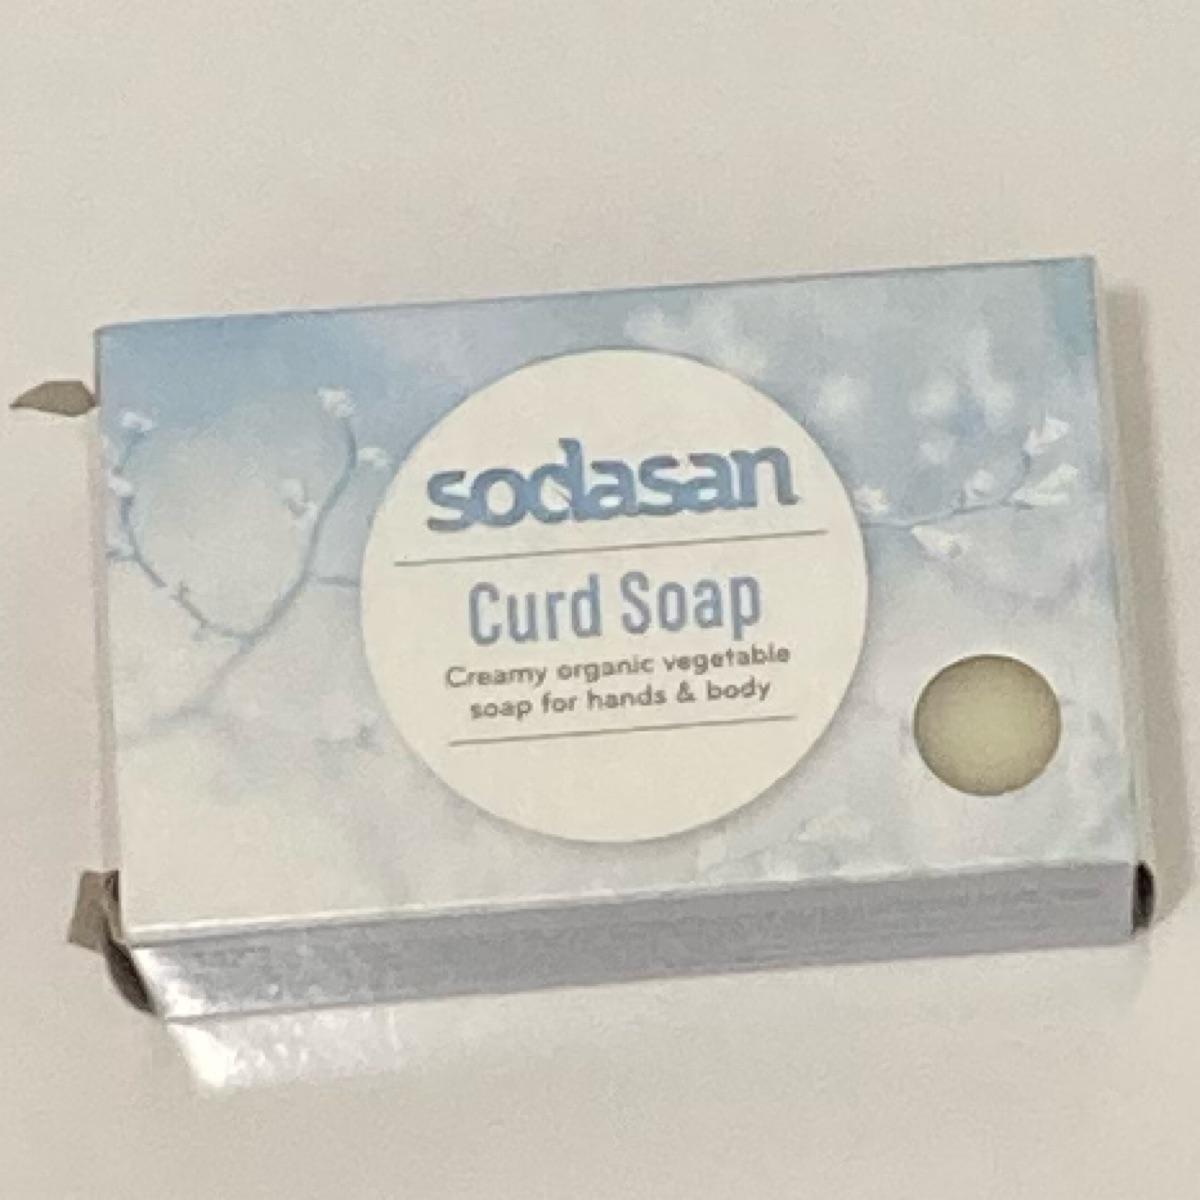 sodasan
Curd Soap
Creamy organic vegetable
soap for hands & body